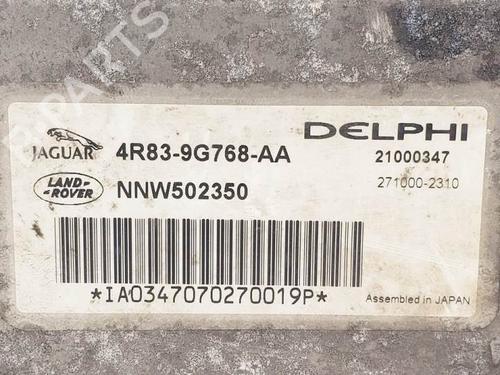 DELPHI
JAGUAR 4R83-9G768-AA 21000347
LAND ROVER NNW502350 271000-2310
*IA0347070270019P*
Assembled in JAPAN